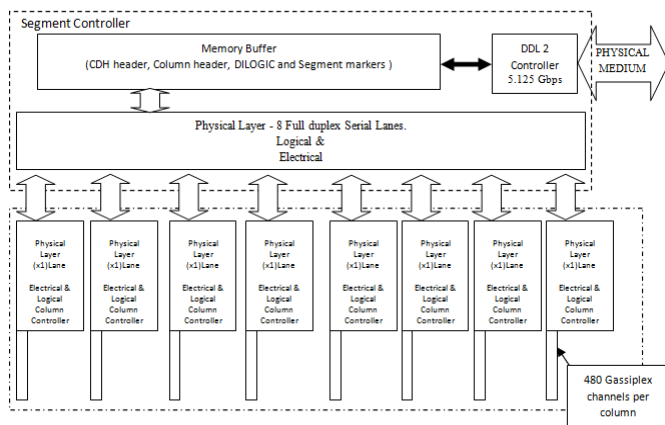 Segment Controller
Memory Buffer
(CDH header, Column header, DILOGIC and Segment markers )
DDL 2
Controller
5.125 Gbps
PHYSICAL
MEDIUM
Physical Layer - 8 Full duplex Serial Lanes.
Logical &
Electrical
Physical
Layer
(x1)Lane
Electrical &
Logical
Column
Controller
Physical
Layer
(x1)Lane
Electrical &
Logical
Column
Controller
Physical
Layer
(x1)Lane
Electrical &
Logical
Column
Controller
Physical
Layer
(x1)Lane
Electrical &
Logical
Column
Controller
Physical
Layer
(x1)Lane
Electrical &
Logical
Column
Controller
Physical
Layer
(x1)Lane
Electrical &
Logical
Column
Controller
Physical
Layer
(x1)Lane
Electrical &
Logical
Column
Controller
Physical
Layer
(x1)Lane
Electrical &
Logical
Column
Controller
480 Gassiplex
channels per
column